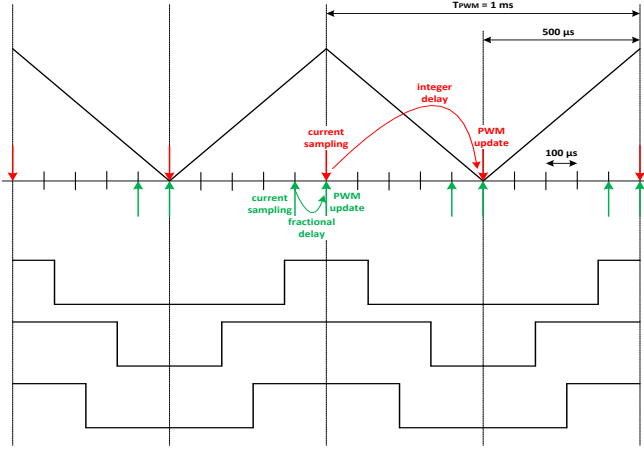 TPWM = 1 ms
500 µs
integer
delay
current
sampling
PWM
update
100 µs
current
sampling
PWM
update
fractional
delay